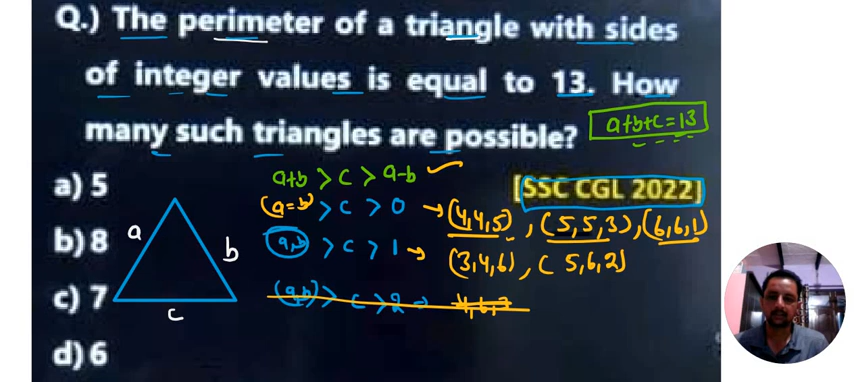 Q.) The perimeter of a triangle with sides
of integer values is equal to 13. How
many such triangles are possible?
a+b+c=13
a) 5
b) 8
c) 7
d) 6
[SSC CGL 2022]
a
b
c
a+b > c > a-b
(a=b) > c > 0 → (4,4,5), (5,5,3), (6,6,1)
(a,b) > c > 1 → (3,4,6), (5,6,2)
(a,b) > c > 2 →